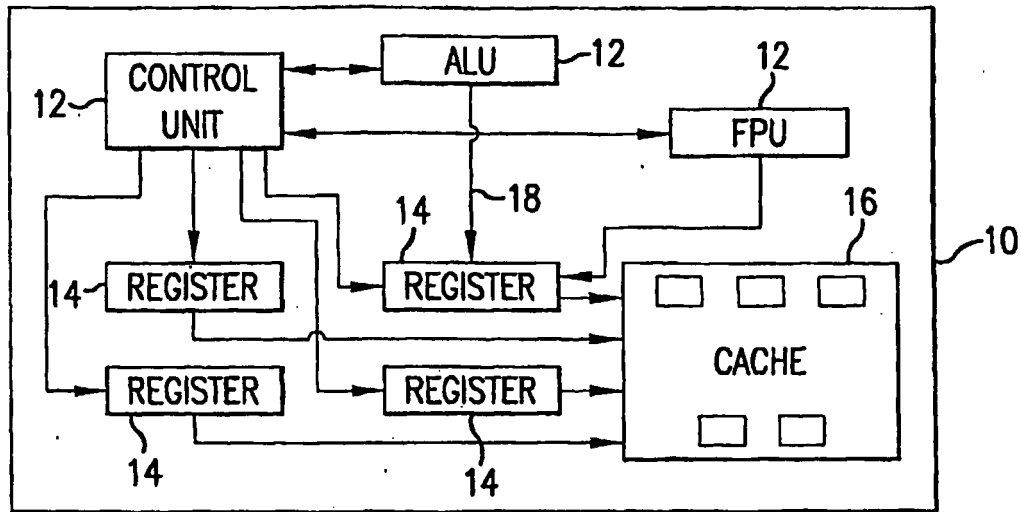 CONTROL
UNIT
12
ALU
12
12
FPU
18
14
16
10
14
REGISTER
REGISTER
CACHE
REGISTER
REGISTER
14
14